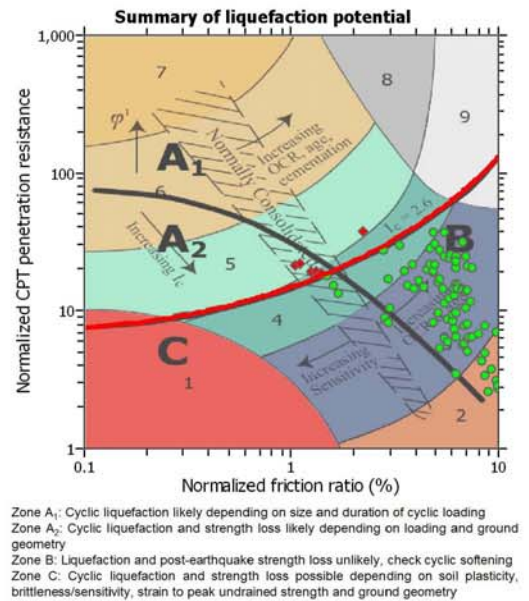 Summary of liquefaction potential
Normalized CPT penetration resistance
1,000
100
10
1
7
8
9
φ'
A1
6
Normally Consolidated
Increasing
OCR, age,
cementation
A2
Increasing Ic
5
Ic = 2.6
B
4
C
1
Increasing
Sensitivity
2
0.1
1
10
Normalized friction ratio (%)
Zone A1: Cyclic liquefaction likely depending on size and duration of cyclic loading
Zone A2: Cyclic liquefaction and strength loss likely depending on loading and ground
geometry
Zone B: Liquefaction and post-earthquake strength loss unlikely, check cyclic softening
Zone C: Cyclic liquefaction and strength loss possible depending on soil plasticity,
brittleness/sensitivity, strain to peak undrained strength and ground geometry